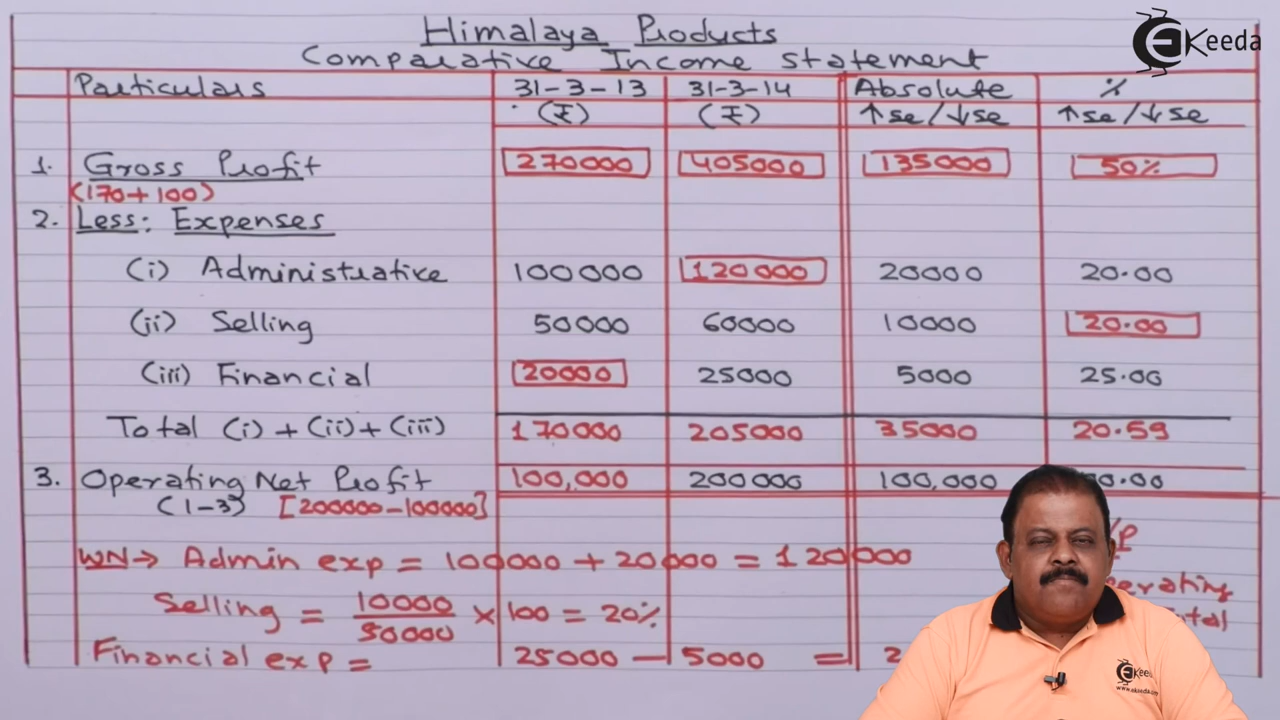 Himalaya Products
EKeeda
Comparative Income Statement
Particulars 31-3-13 31-3-14 Absolute %
(₹) (₹) ↑se/↓se ↑se/↓se
1. Gross Profit 270000 405000 135000 50%
(170+100)
2. Less: Expenses
(i) Administrative 100000 120000 20000 20.00
(ii) Selling 50000 60000 10000 20.00
(iii) Financial 20000 25000 5000 25.00
Total (i) + (ii) + (iii) 170000 205000 35000 20.59
3. Operating Net Profit 100,000 200000 100,000
(1-3) [200000-100000]
WN→ Admin exp = 100000 + 20000 = 120000
Selling = 10000/50000 × 100 = 20%
Financial exp = 25000 - 5000 =
EKeeda
www.ekeeda.com